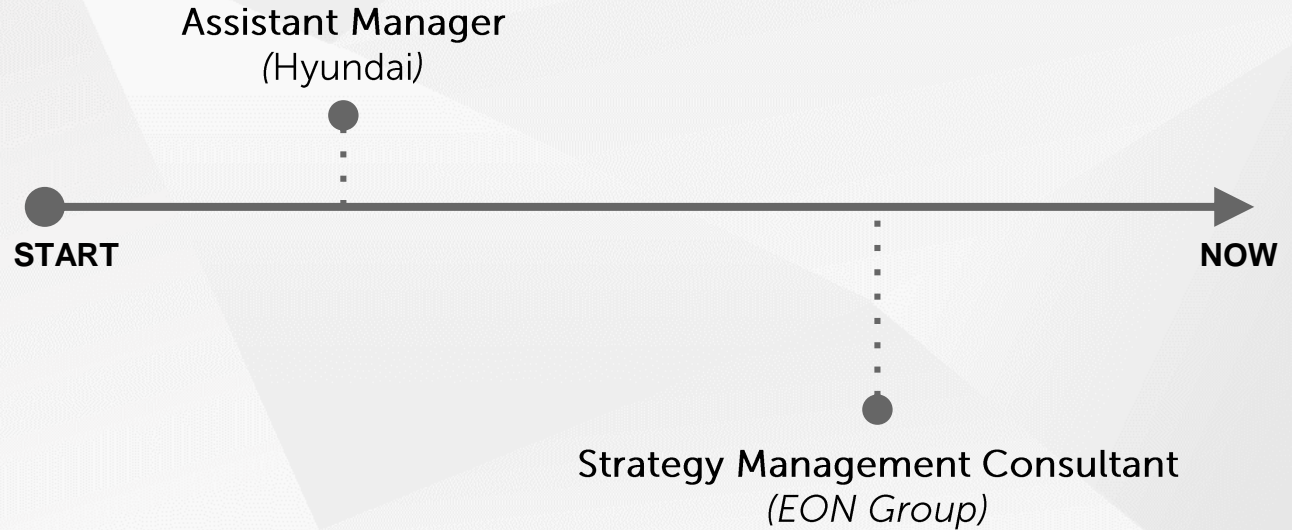 Assistant Manager
(Hyundai)
START
NOW
Strategy Management Consultant
(EON Group)